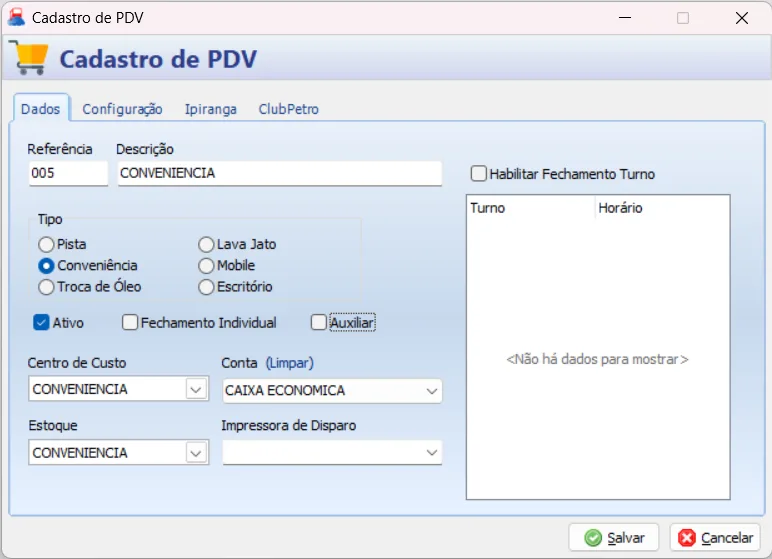 Cadastro de PDV
Cadastro de PDV
Dados Configuração Ipiranga ClubPetro
Referência Descrição
005 CONVENIENCIA
Habilitar Fechamento Turno
Turno Horário
Tipo
Pista Lava Jato
Conveniência Mobile
Troca de Óleo Escritório
Ativo Fechamento Individual Auxiliar
<Não há dados para mostrar>
Centro de Custo Conta (Limpar)
CONVENIENCIA CAIXA ECONOMICA
Estoque Impressora de Disparo
CONVENIENCIA
Salvar Cancelar